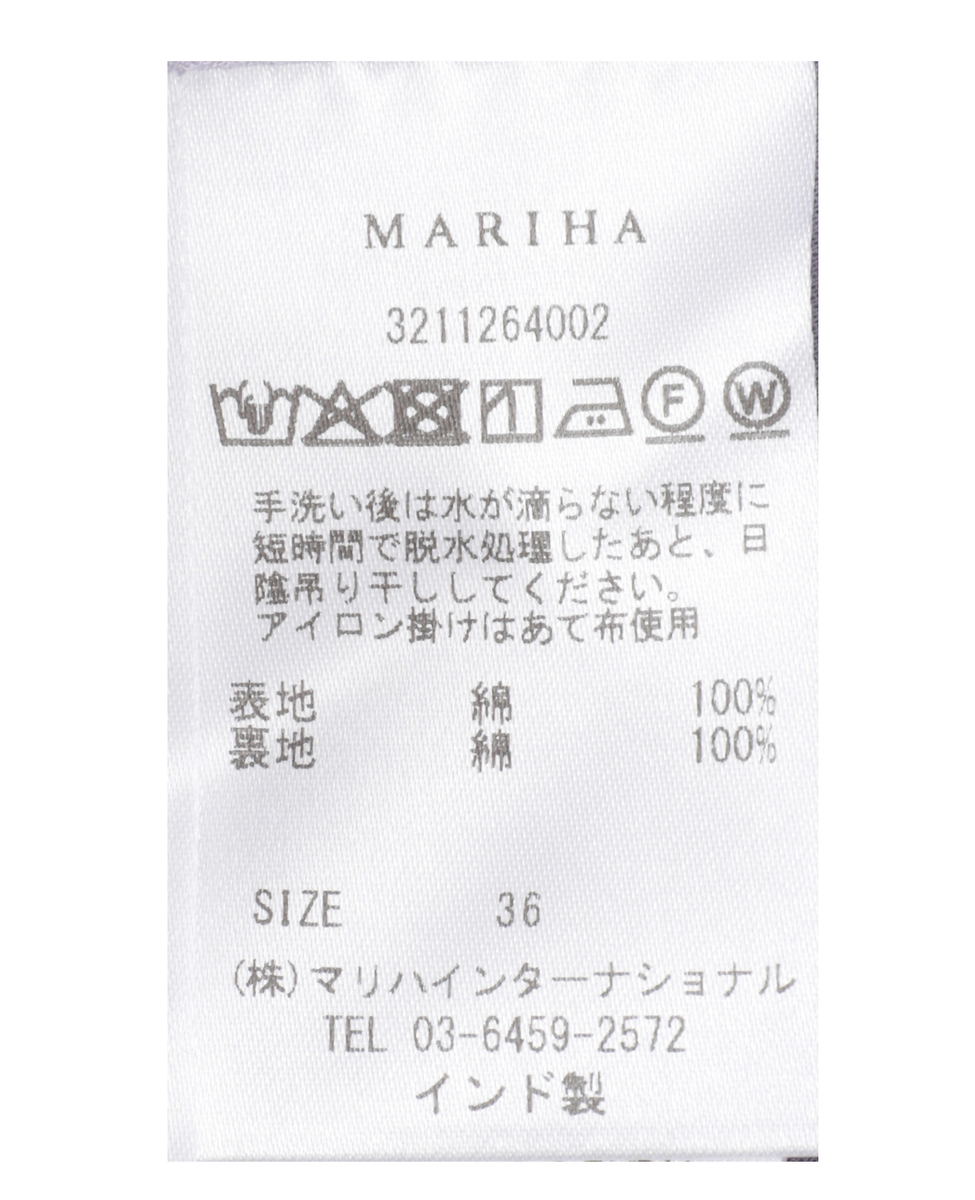 MARIHA
3211264002
F W
手洗い後は水が滴らない程度に
短時間で脱水処理したあと、日
陰吊り干ししてください。
アイロン掛けはあて布使用
表地 綿 100%
裏地 綿 100%
SIZE 36
(株)マリハインターナショナル
TEL 03-6459-2572
インド製